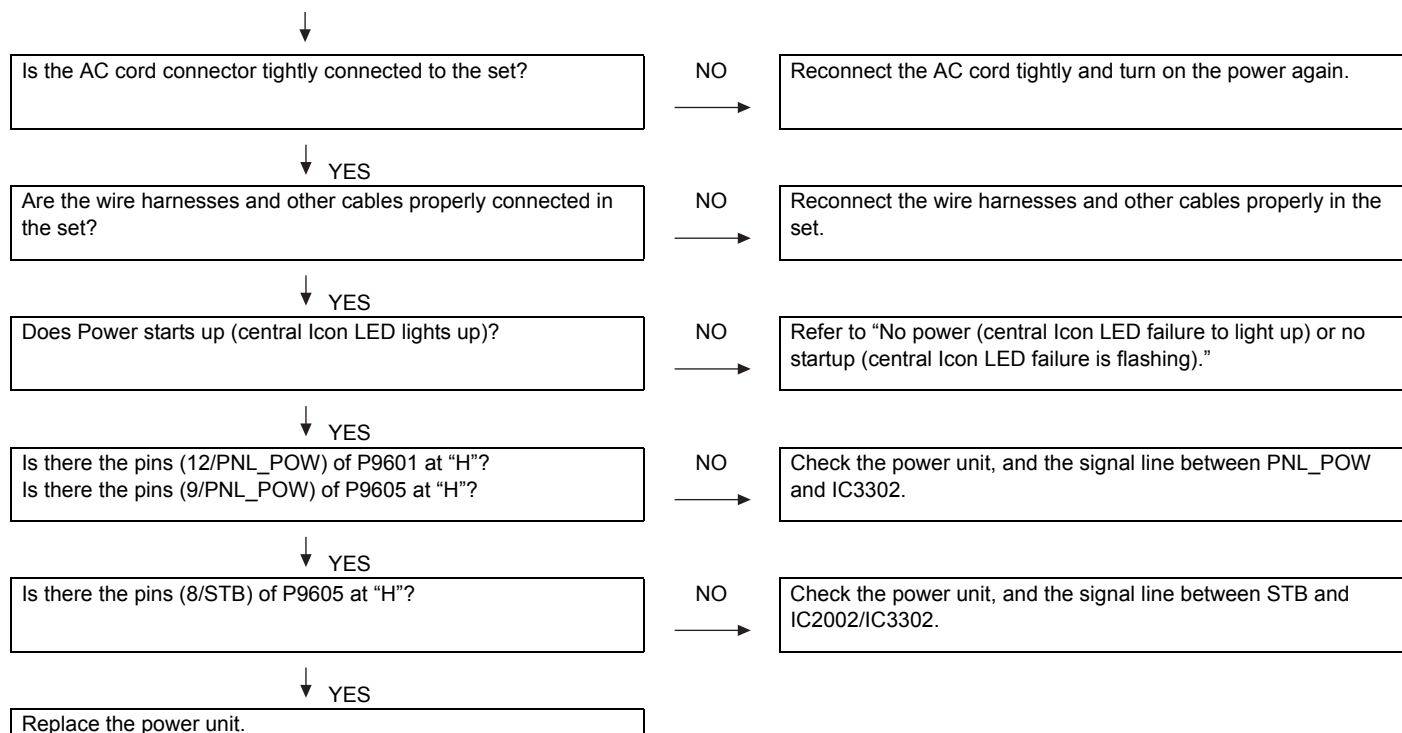 Is the AC cord connector tightly connected to the set?
NO
Reconnect the AC cord tightly and turn on the power again.
YES
Are the wire harnesses and other cables properly connected in
the set?
NO
Reconnect the wire harnesses and other cables properly in the
set.
YES
Does Power starts up (central Icon LED lights up)?
NO
Refer to “No power (central Icon LED failure to light up) or no
startup (central Icon LED failure is flashing).”
YES
Is there the pins (12/PNL_POW) of P9601 at “H”?
Is there the pins (9/PNL_POW) of P9605 at “H”?
NO
Check the power unit, and the signal line between PNL_POW
and IC3302.
YES
Is there the pins (8/STB) of P9605 at “H”?
NO
Check the power unit, and the signal line between STB and
IC2002/IC3302.
YES
Replace the power unit.